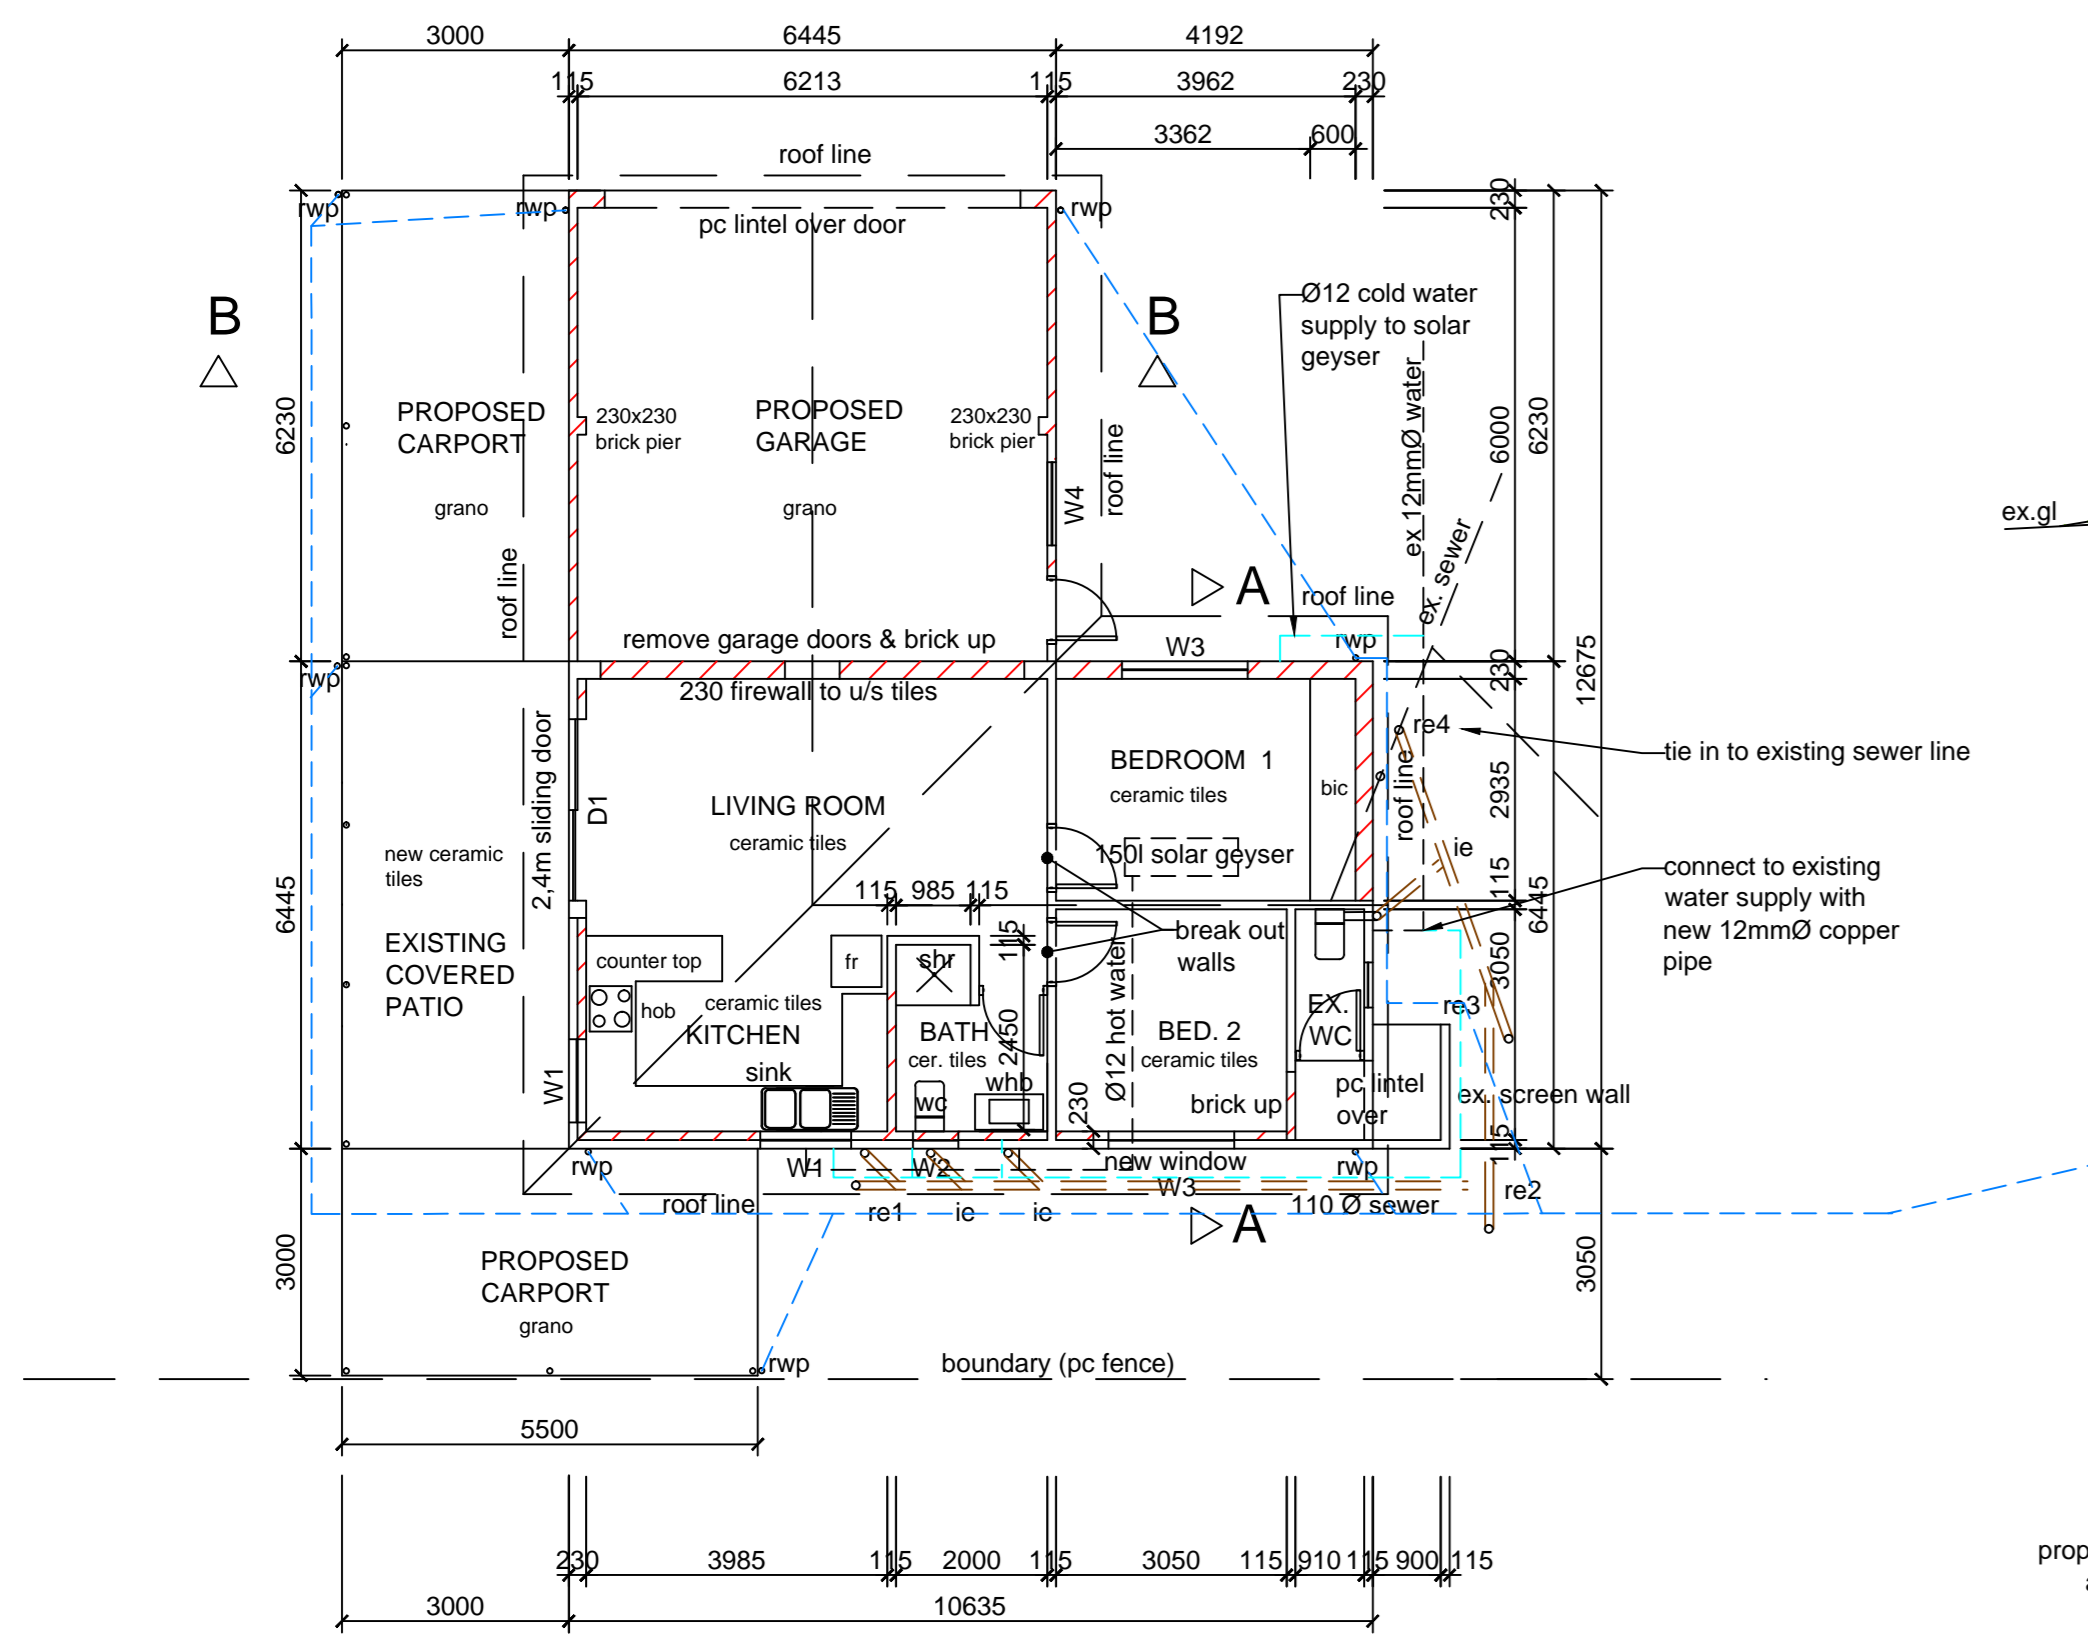 3000 6445 4192
115 6213 115 3962 230
3362 600
roof line
rwp rwp rwp
pc lintel over door
230
B B
Ø12 cold water
supply to solar
geyser
ex 12mmØ water
PROPOSED
CARPORT
grano
230x230
brick pier
PROPOSED
GARAGE
grano
230x230
brick pier
W4
roof line
roof line
6230
6000
6230
ex. sewer
ex.gl
A
roof line
remove garage doors & brick up
W3
rwp
rwp
230 firewall to u/s tiles
230
12675
re4
tie in to existing sewer line
2,4m sliding door
D1
LIVING ROOM
ceramic tiles
BEDROOM 1
ceramic tiles
bic
roof line
2935
new ceramic
tiles
150l solar geyser
ie
connect to existing
water supply with
new 12mmØ copper
pipe
115 985 115
115
6445
115
6445
EXISTING
COVERED
PATIO
counter top
fr
shr
break out
walls
3050
hob
ceramic tiles
KITCHEN
sink
BATH
cer. tiles
2450
Ø12 hot water
BED. 2
ceramic tiles
EX.
WC
re3
W1
wc
whb
230
brick up
pc lintel
over
ex. screen wall
115
rwp
W1
W2
new window
W3
rwp
re2
roof line
re1
ie
ie
110 Ø sewer
A
3000
PROPOSED
CARPORT
grano
3050
rwp
boundary (pc fence)
5500
230 3985 115 2000 115 3050 115 910 115 900 115
3000 10635
prop